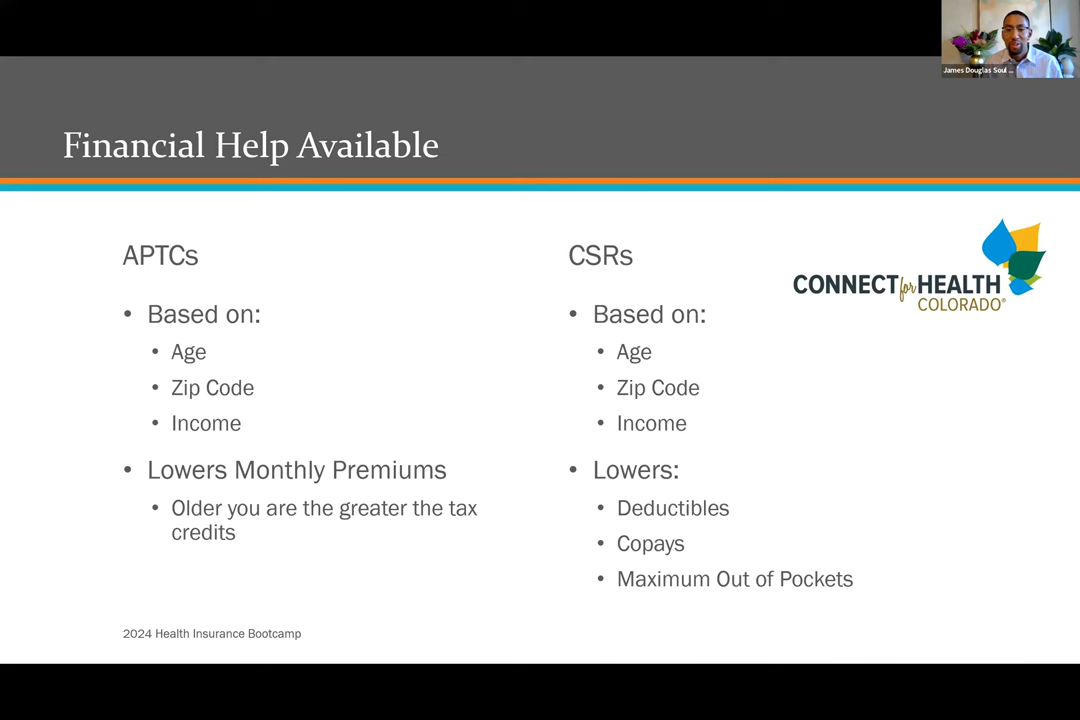 James Douglas Soul ...
Financial Help Available
APTCs
• Based on:
• Age
• Zip Code
• Income
• Lowers Monthly Premiums
• Older you are the greater the tax
credits
CSRs
• Based on:
• Age
• Zip Code
• Income
• Lowers:
• Deductibles
• Copays
• Maximum Out of Pockets
CONNECT for HEALTH
COLORADO®
2024 Health Insurance Bootcamp